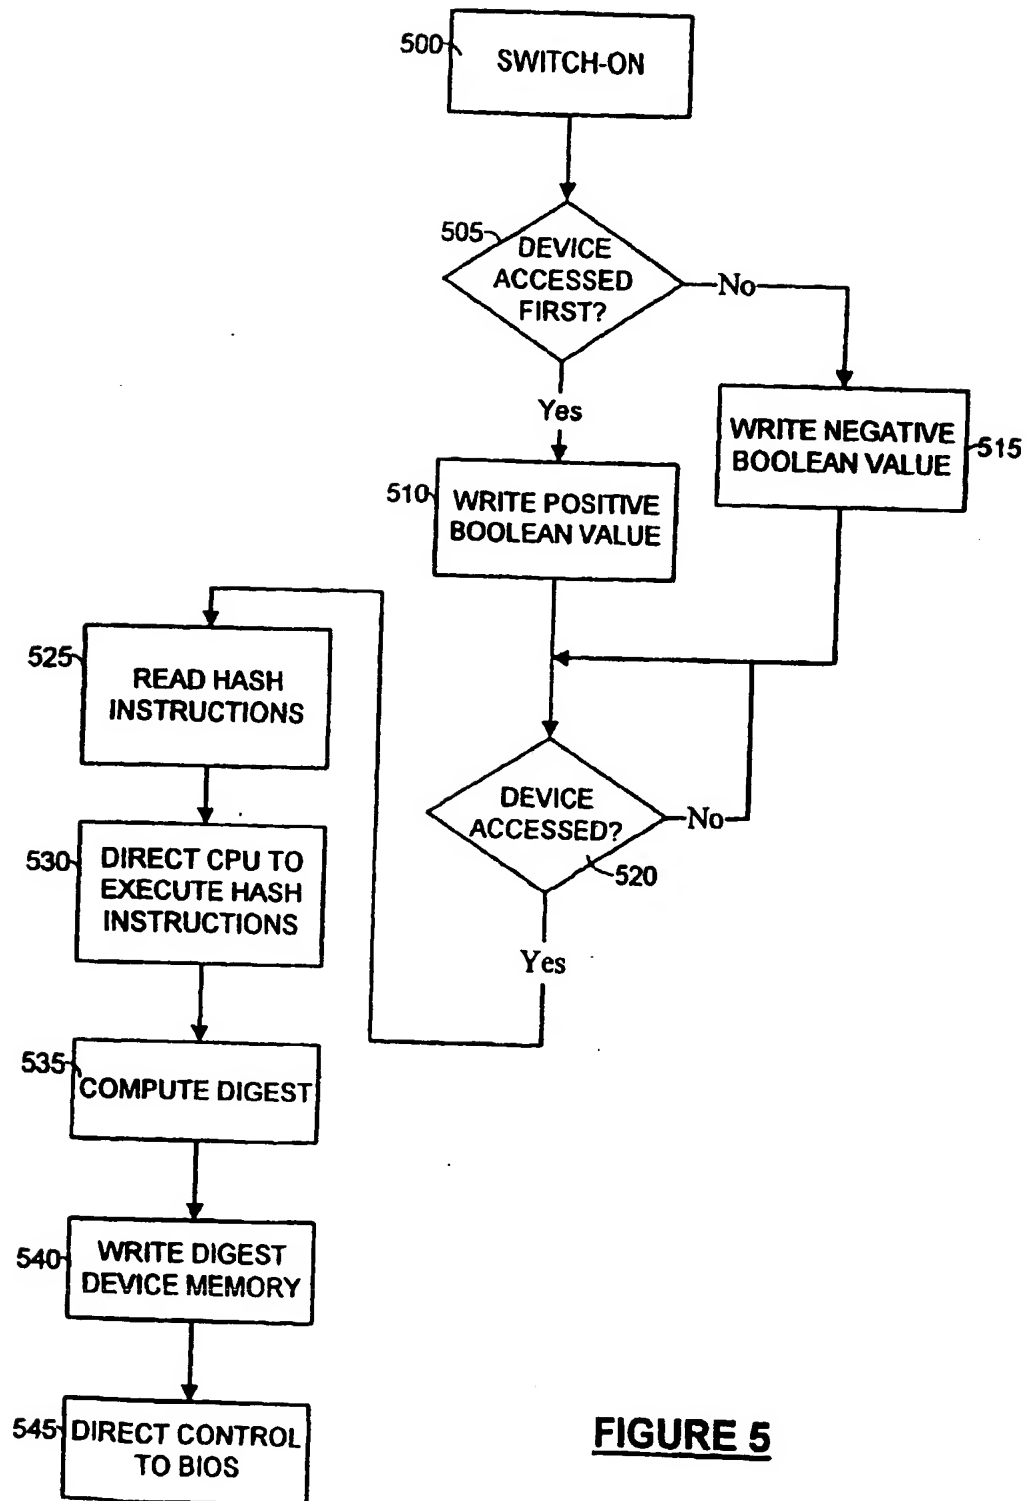 500
SWITCH-ON
505
DEVICE
ACCESSED
FIRST?
No
Yes
WRITE NEGATIVE
BOOLEAN VALUE
515
510
WRITE POSITIVE
BOOLEAN VALUE
525
READ HASH
INSTRUCTIONS
DEVICE
ACCESSED?
No
520
Yes
530
DIRECT CPU TO
EXECUTE HASH
INSTRUCTIONS
535
COMPUTE DIGEST
540
WRITE DIGEST
DEVICE MEMORY
545
DIRECT CONTROL
TO BIOS
FIGURE 5